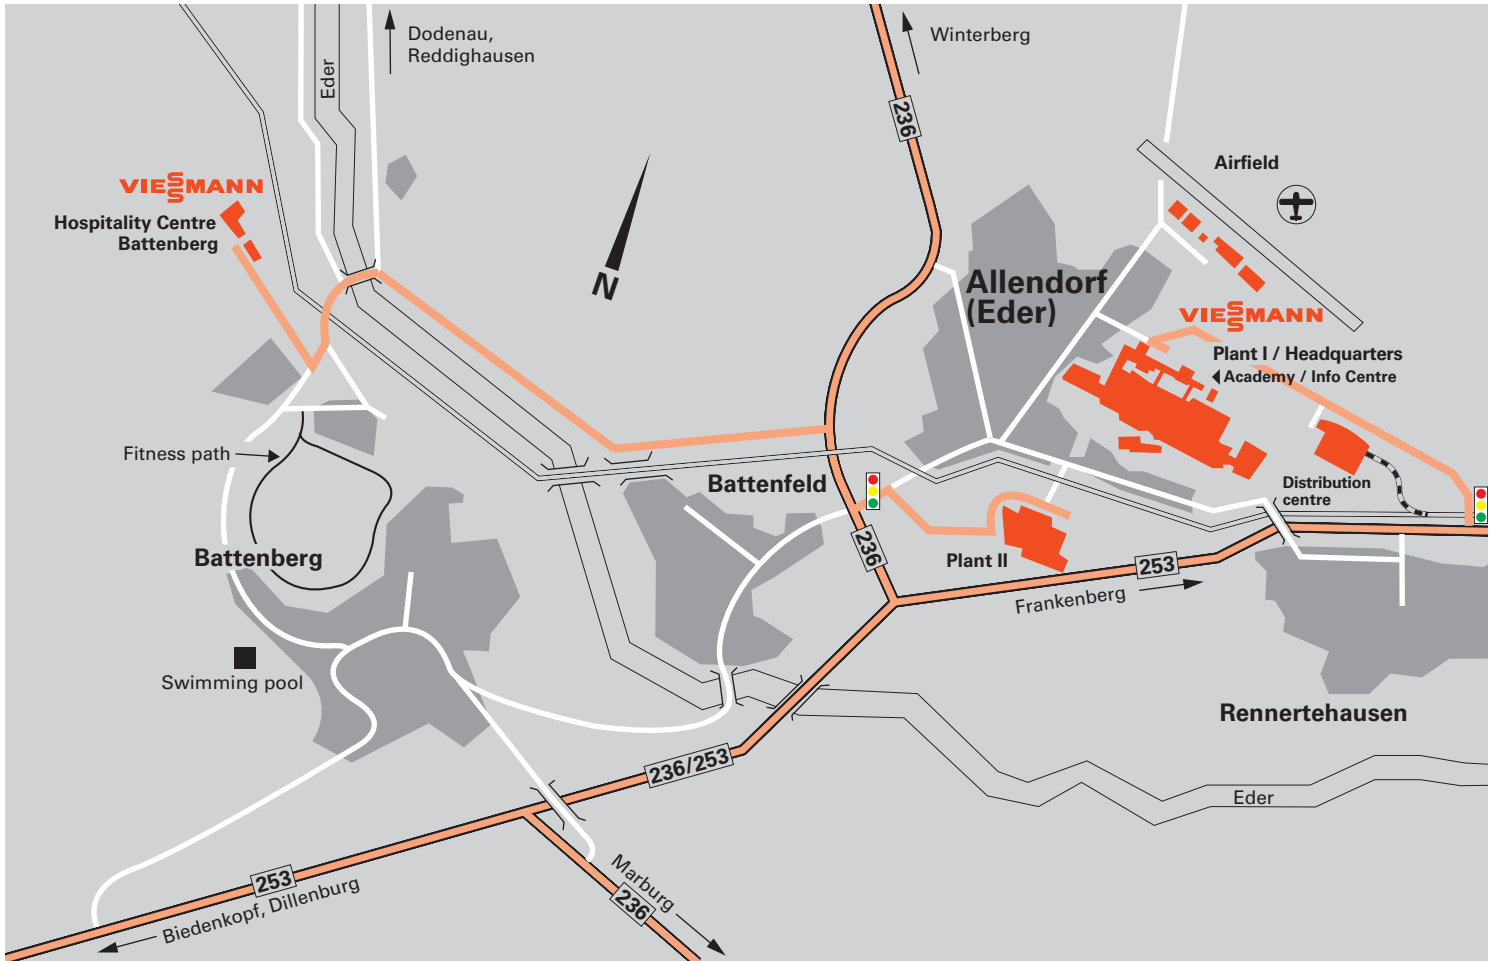 Dodenau,
Reddighausen
Eder
Winterberg
236
Airfield
VIESSMANN
Hospitality Centre
Battenberg
N
Allendorf
(Eder)
VIESSMANN
Plant I / Headquarters
Academy / Info Centre
Fitness path
Battenfeld
Distribution
centre
Battenberg
236
Plant II
253
Frankenberg
Swimming pool
Rennertehausen
236/253
Eder
253
Biedenkopf, Dillenburg
Marburg
236